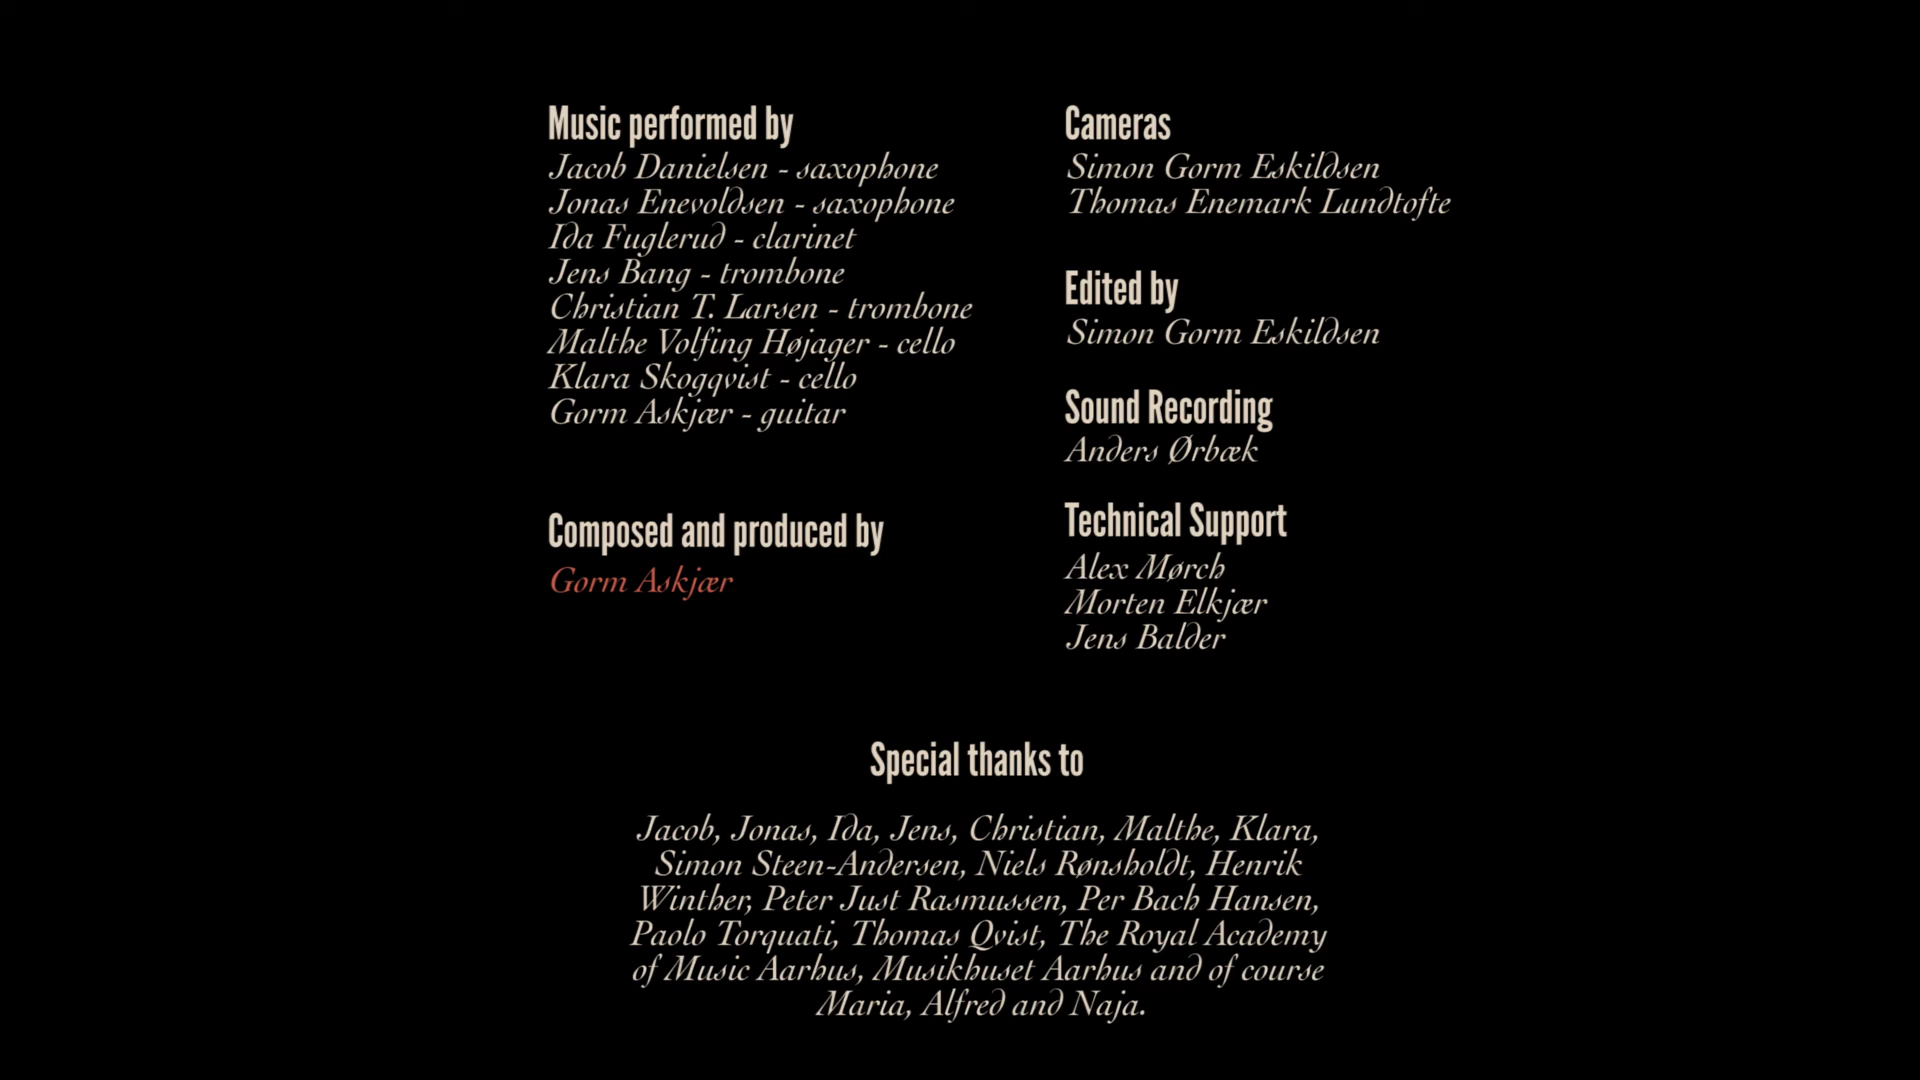 Music performed by
Jacob Danielsen - saxophone
Jonas Enevoldsen - saxophone
Ida Fuglerud - clarinet
Jens Bang - trombone
Christian T. Larsen - trombone
Malthe Volfing Højager - cello
Klara Skogqvist - cello
Gorm Askjær - guitar
Composed and produced by
Gorm Askjær
Cameras
Simon Gorm Eskildsen
Thomas Enemark Lundtofte
Edited by
Simon Gorm Eskildsen
Sound Recording
Anders Ørbæk
Technical Support
Alex Mørch
Morten Elkjær
Jens Balder
Special thanks to
Jacob, Jonas, Ida, Jens, Christian, Malthe, Klara,
Simon Steen-Andersen, Niels Rønsholdt, Henrik
Winther, Peter Just Rasmussen, Per Bach Hansen,
Paolo Torquati, Thomas Qvist, The Royal Academy
of Music Aarhus, Musikhuset Aarhus and of course
Maria, Alfred and Naja.